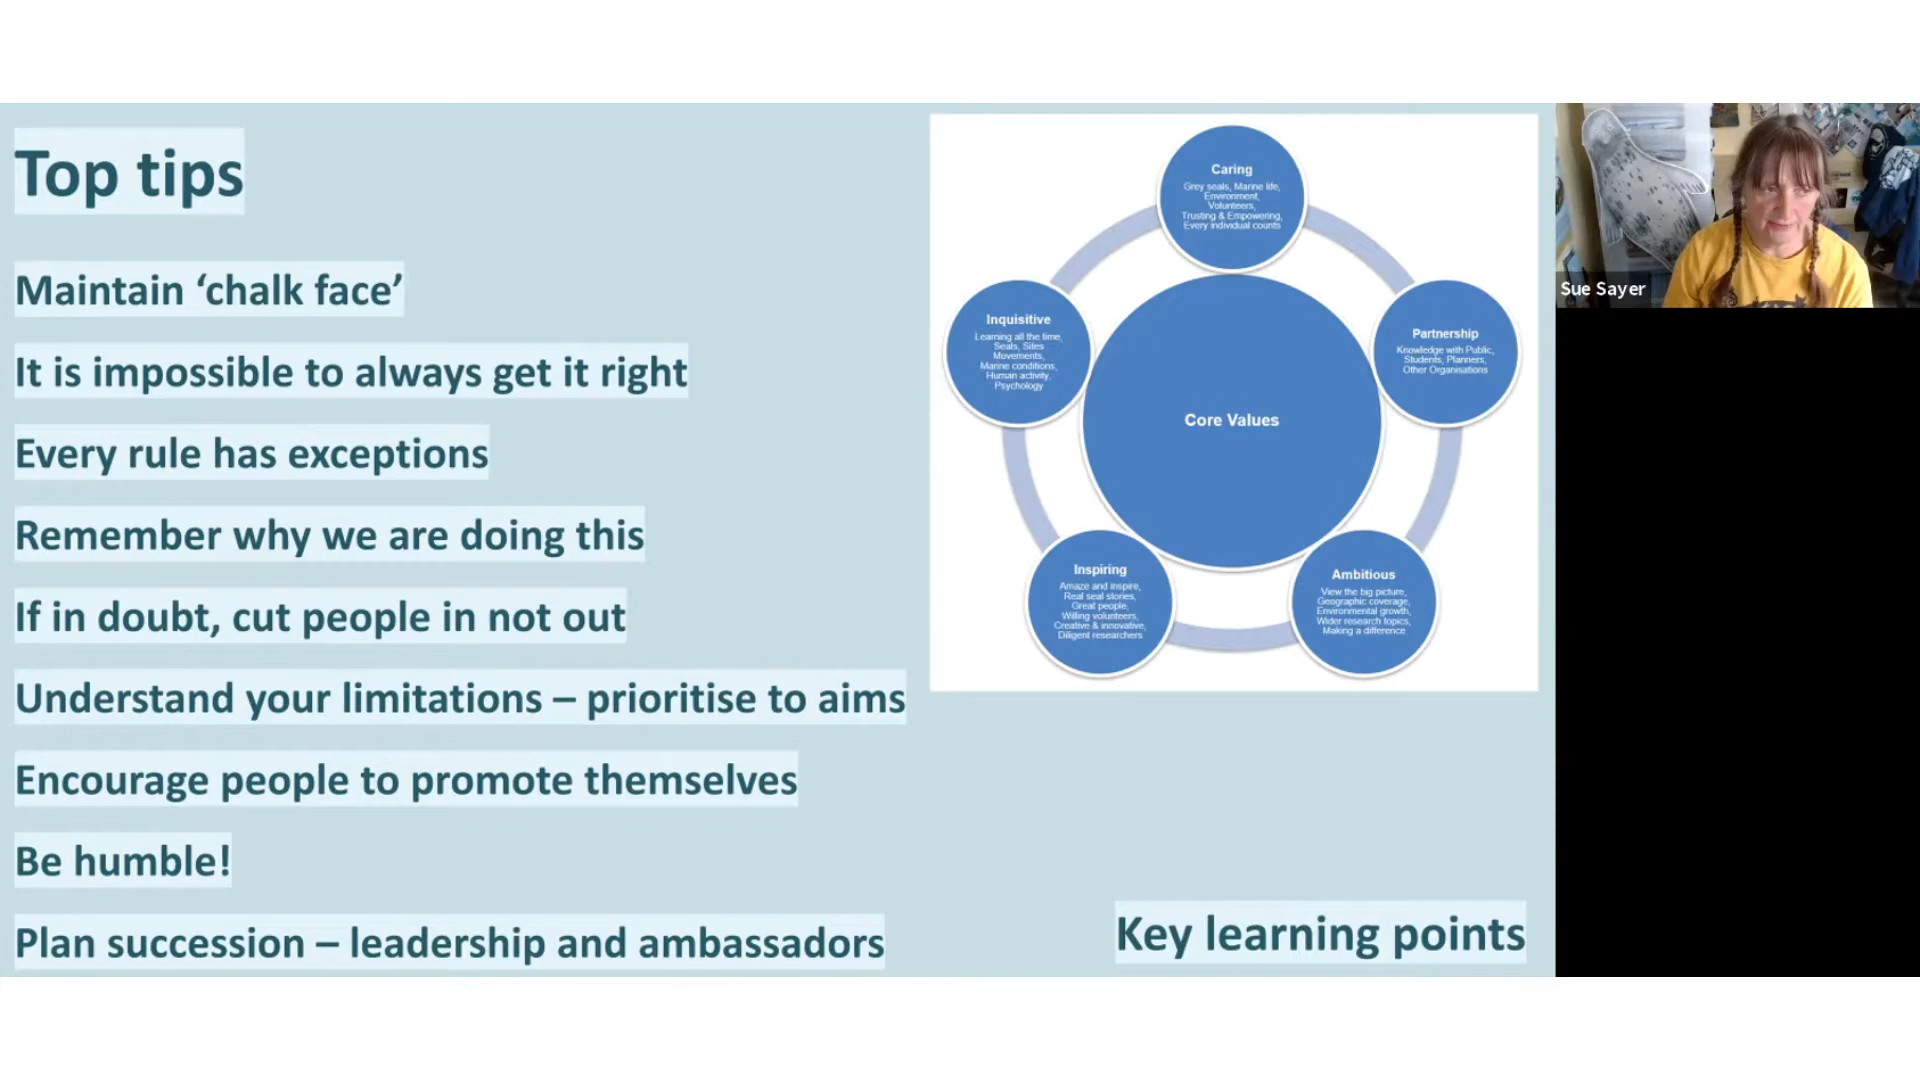 Top tips
Maintain ‘chalk face’
It is impossible to always get it right
Every rule has exceptions
Remember why we are doing this
If in doubt, cut people in not out
Understand your limitations – prioritise to aims
Encourage people to promote themselves
Be humble!
Plan succession – leadership and ambassadors
Caring
Grey seals, Marine life,
Environment,
Volunteers,
Trusting & Empowering,
Every individual counts
Partnership
Knowledge with Public,
Students, Planners,
Other Organisations
Ambitious
View the big picture,
Geographic coverage,
Environmental growth,
Wider research topics,
Making a difference
Inspiring
Amaze and inspire,
Real seal stories,
Great people,
Willing volunteers,
Creative & innovative,
Diligent researchers
Inquisitive
Learning all the time,
Seals, Sites
Movements,
Marine conditions,
Human activity,
Psychology
Core Values
Key learning points
Sue Sayer